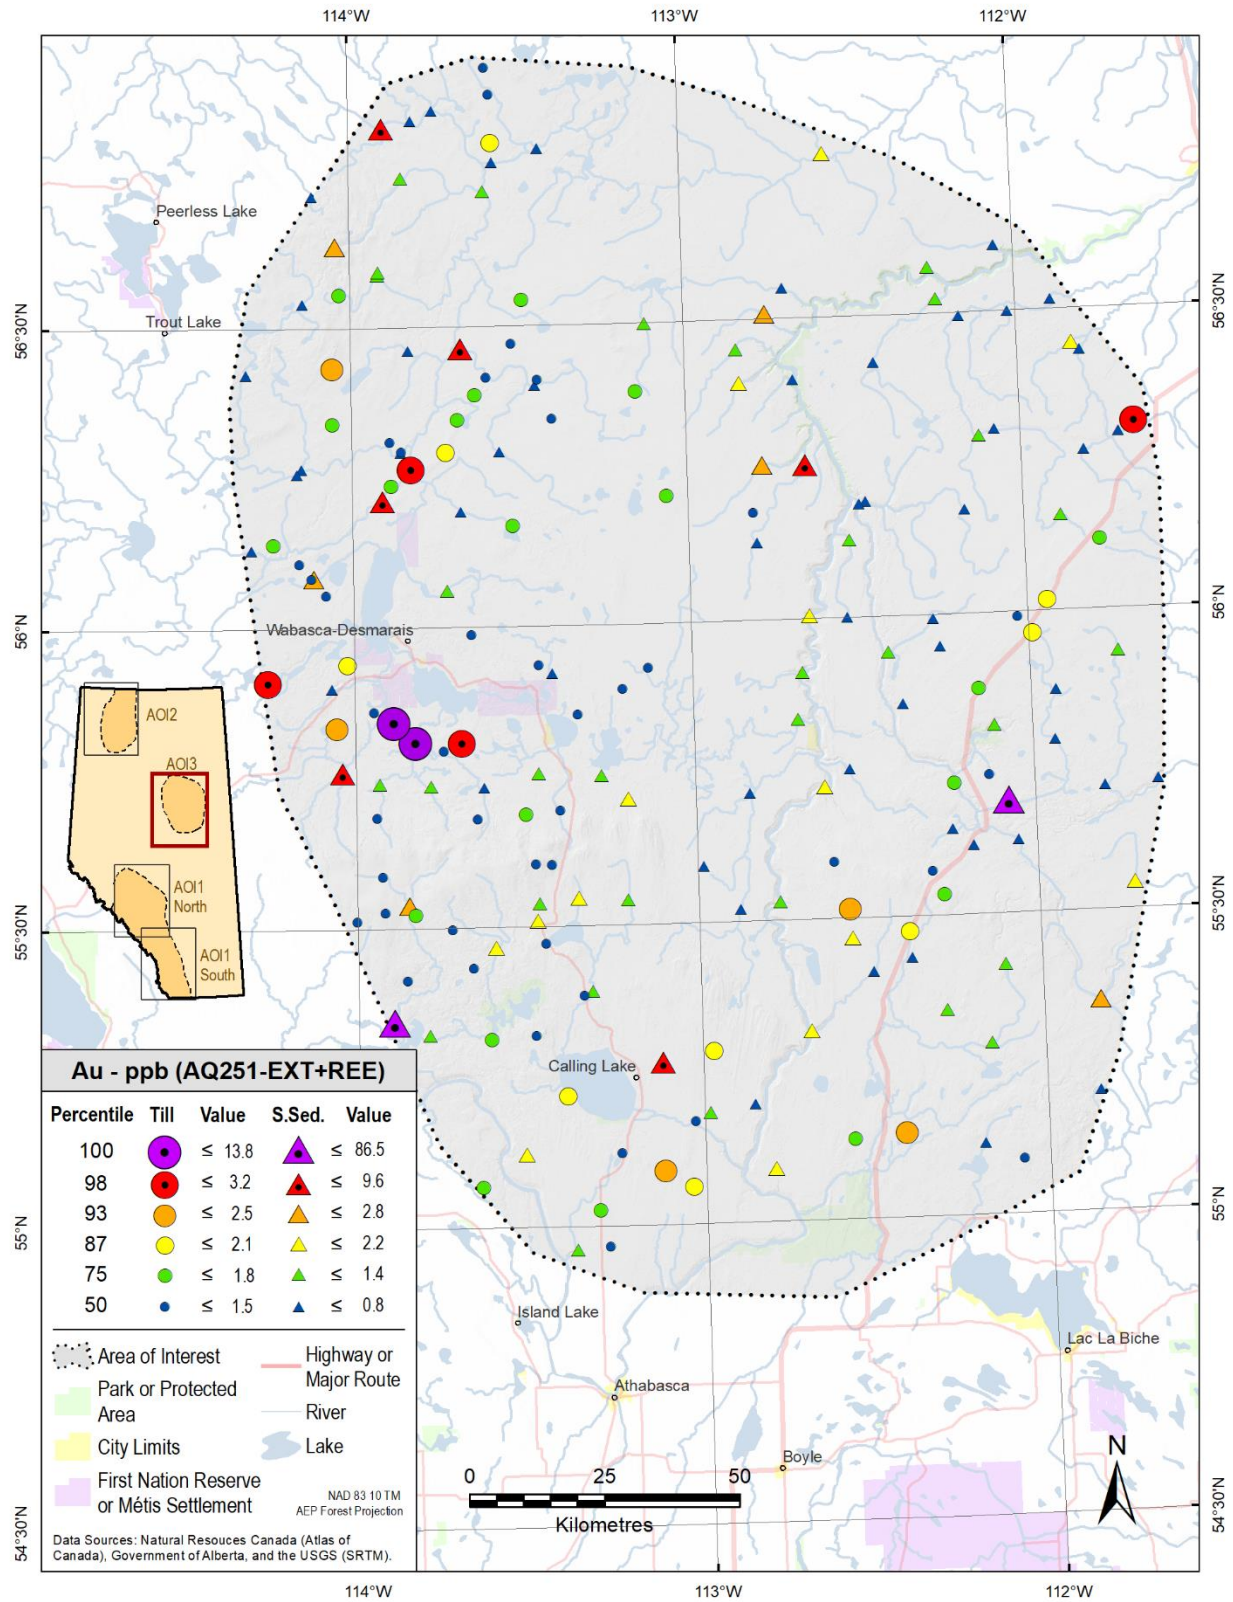 114°W 113°W 112°W
Peerless Lake
Trout Lake
56°30'N 56°30'N
56°N 56°N
Wabasca-Desmarais
AOI2
AOI3
AOI1
North
AOI1
South
55°30'N 55°30'N
Calling Lake
Au - ppb (AQ251-EXT+REE)
Percentile Till Value S.Sed. Value
100 ≤ 13.8 ≤ 86.5
98 ≤ 3.2 ≤ 9.6
93 ≤ 2.5 ≤ 2.8
87 ≤ 2.1 ≤ 2.2
75 ≤ 1.8 ≤ 1.4
50 ≤ 1.5 ≤ 0.8
55°N 55°N
Area of Interest
Highway or
Major Route
Park or Protected
Area
River
City Limits
Lake
First Nation Reserve
or Métis Settlement
NAD 83 10 TM
AEP Forest Projection
Data Sources: Natural Resouces Canada (Atlas of
Canada), Government of Alberta, and the USGS (SRTM).
Island Lake
Lac La Biche
Athabasca
Boyle
N
0 25 50
Kilometres
54°30'N 54°30'N
114°W 113°W 112°W